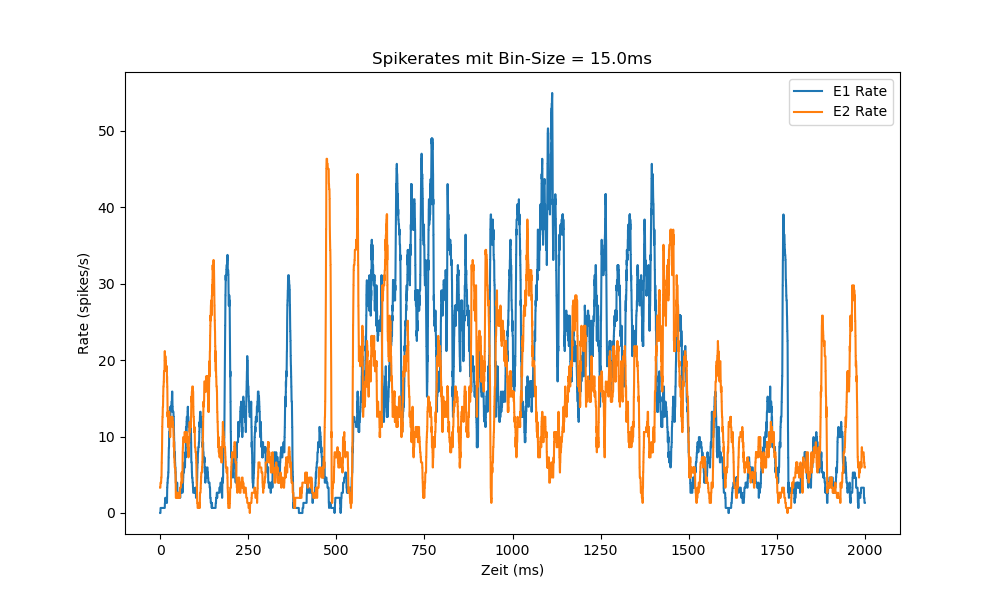 Spikerates mit Bin-Size = 15.0ms
E1 Rate
E2 Rate
50
40
30
20
10
0
Rate (spikes/s)
0 250 500 750 1000 1250 1500 1750 2000
Zeit (ms)